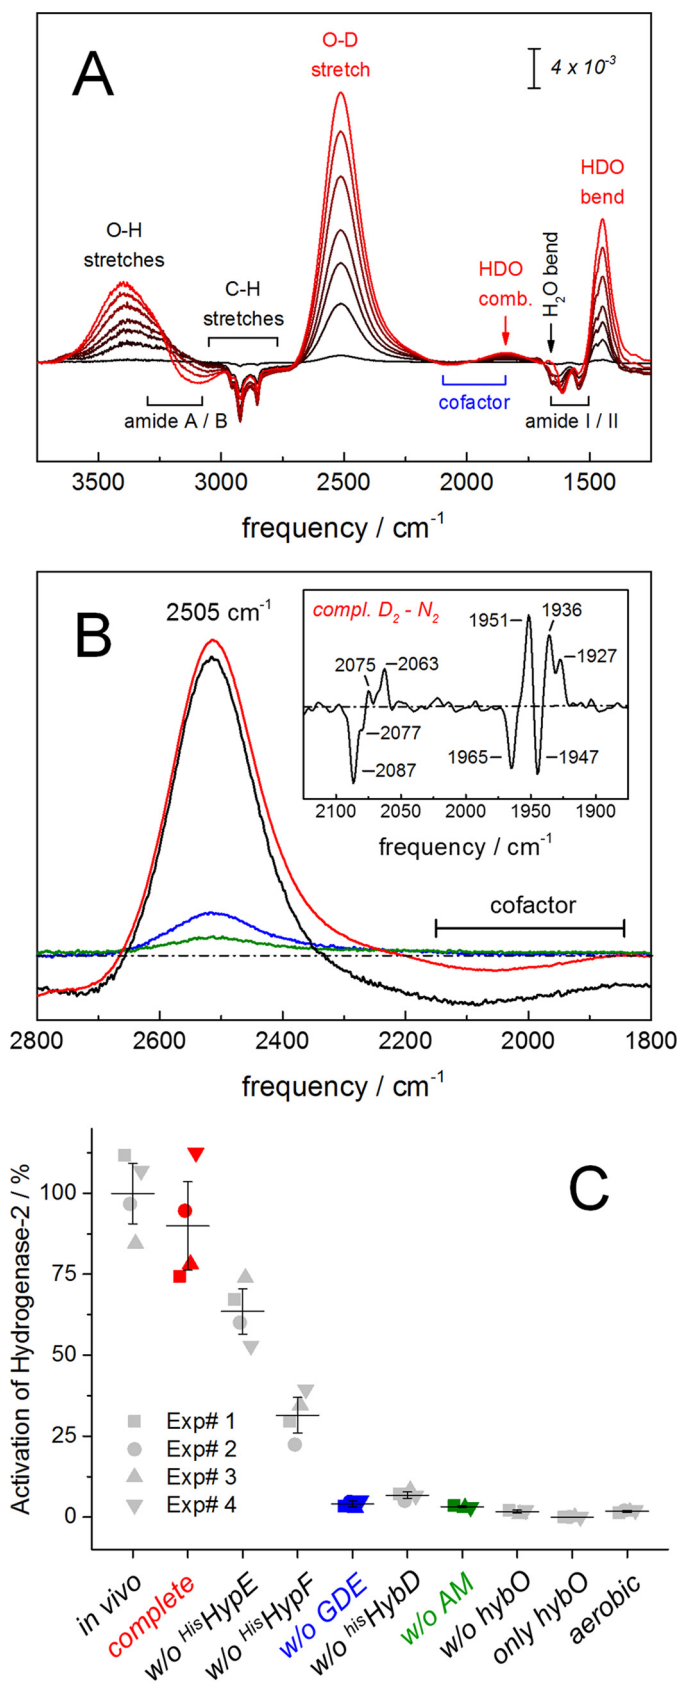 A
O-D
stretch
4 x 10-3
HDO
bend
O-H
stretches
C-H
stretches
HDO
comb.
H2O bend
cofactor
amide A / B
amide I / II
3500 3000 2500 2000 1500
frequency / cm-1
B
2505 cm-1
compl. D2 - N2
1951
1936
2075
2063
1927
2077
1965
1947
2087
2100 2050 2000 1950 1900
frequency / cm-1
cofactor
2800 2600 2400 2200 2000 1800
frequency / cm-1
C
Activation of Hydrogenase-2 / %
100
75
50
25
0
Exp# 1
Exp# 2
Exp# 3
Exp# 4
in vivo
complete
w/o HisHypE
w/o HisHypF
w/o GDE
w/o hisHybD
w/o AM
w/o hybO
only hybO
aerobic